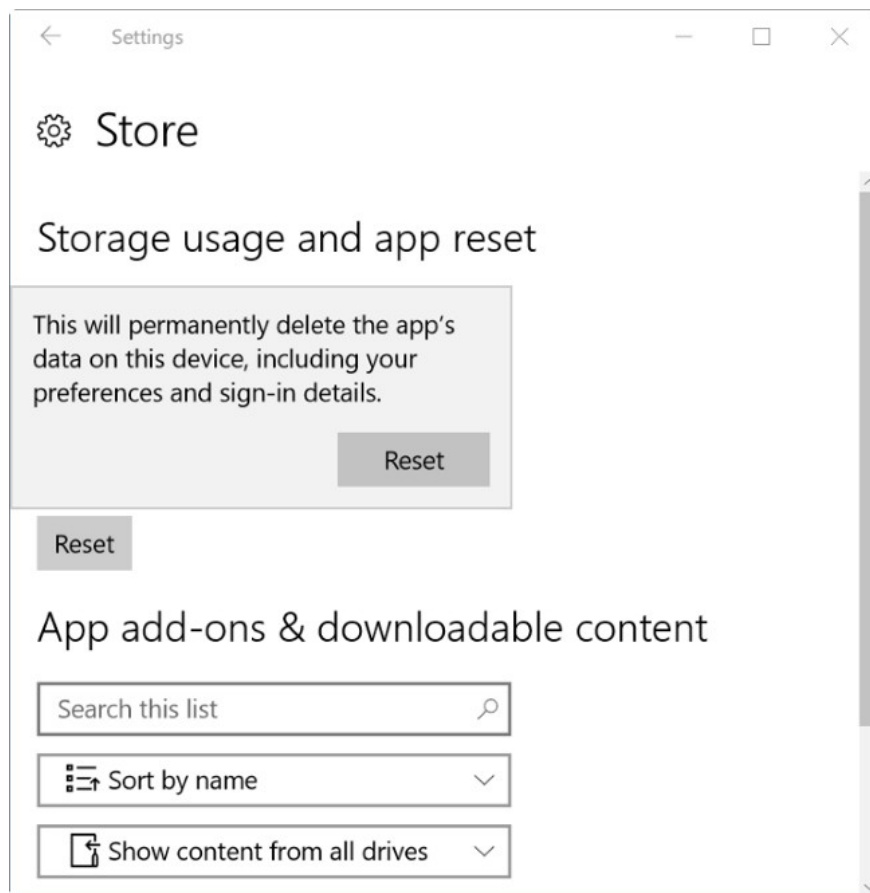 Settings
Store
Storage usage and app reset
This will permanently delete the app’s
data on this device, including your
preferences and sign-in details.
Reset
Reset
App add-ons & downloadable content
Search this list
Sort by name
Show content from all drives